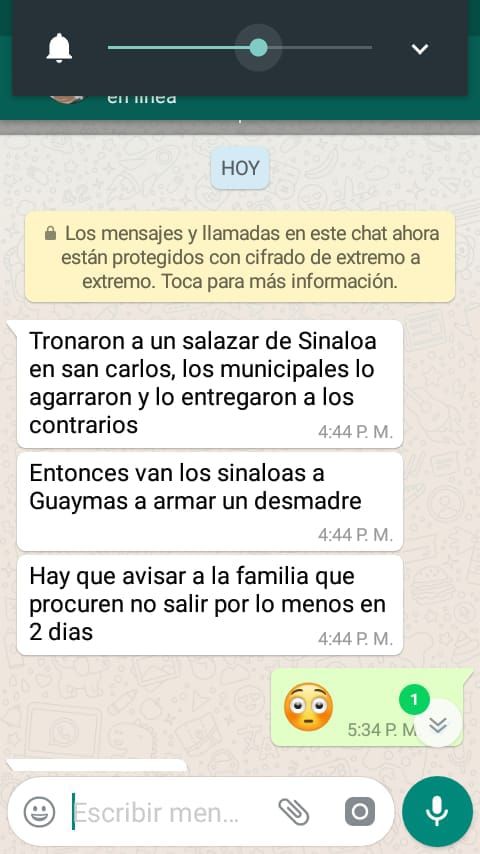 en línea
HOY
Los mensajes y llamadas en este chat ahora
están protegidos con cifrado de extremo a
extremo. Toca para más información.
Tronaron a un salazar de Sinaloa
en san carlos, los municipales lo
agarraron y lo entregaron a los
contrarios
4:44 P. M.
Entonces van los sinaloas a
Guaymas a armar un desmadre
4:44 P. M.
Hay que avisar a la familia que
procuren no salir por lo menos en
2 dias
4:44 P. M.
1
5:34 P. M
Escribir men...